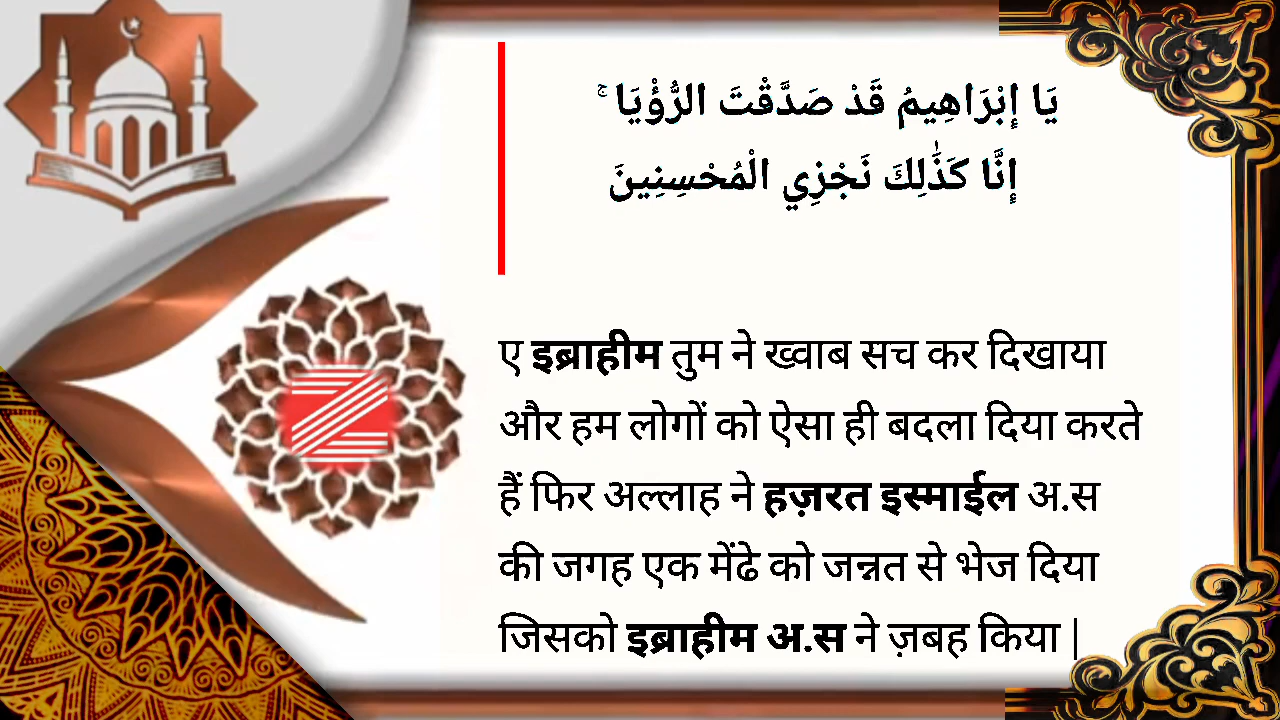 يَا إِبْرَاهِيمُ قَدْ صَدَّقْتَ الرُّؤْيَا ۚ
إِنَّا كَذَٰلِكَ نَجْزِي الْمُحْسِنِينَ
ए इब्राहीम तुम ने ख्वाब सच कर दिखाया
और हम लोगों को ऐसा ही बदला दिया करते
हैं फिर अल्लाह ने हज़रत इस्माईल अ.स
की जगह एक मेंढे को जन्नत से भेज दिया
जिसको इब्राहीम अ.स ने ज़बह किया |